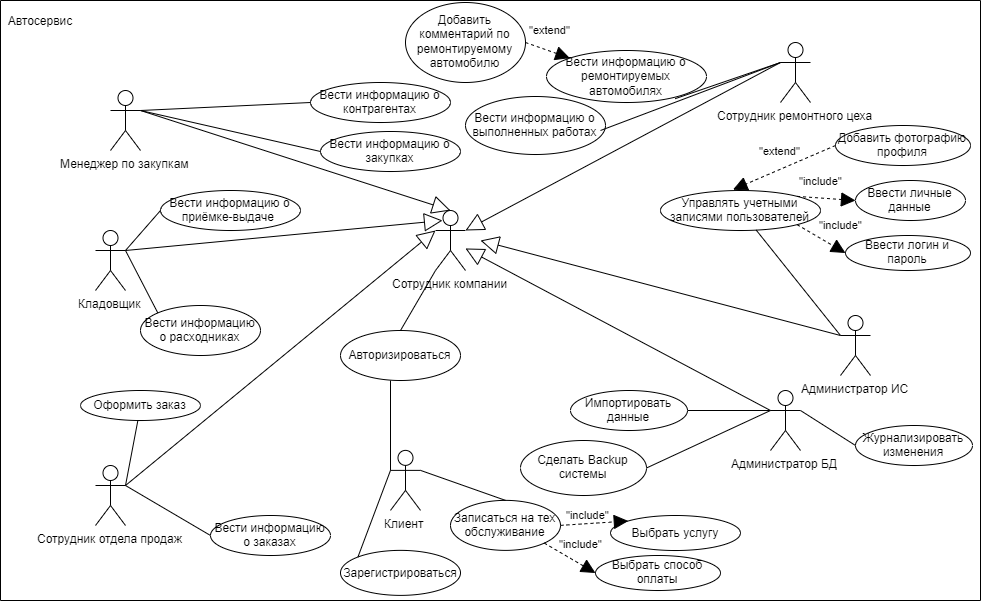 Автосервис
Добавить
комментарий по
ремонтируемому
автомобилю
"extend"
Вести информацию о
ремонтируемых
автомобилях
Сотрудник ремонтного цеха
Вести информацию о
контрагентах
Вести информацию о
выполненных работах
Менеджер по закупкам
Вести информацию о
закупках
Добавить фотографию
профиля
"extend"
"include"
Ввести личные
данные
Управлять учетными
записями пользователей
"include"
Ввести логин и
пароль
Вести информацию о
приёмке-выдаче
Кладовщик
Сотрудник компании
Вести информацию
о расходниках
Авторизироваться
Администратор ИС
Оформить заказ
Импортировать
данные
Администратор БД
Журнализировать
изменения
Сделать Backup
системы
Сотрудник отдела продаж
Вести информацию
о заказах
Клиент
Записаться на тех
обслуживание
"include"
Выбрать услугу
"include"
Выбрать способ
оплаты
Зарегистрироваться